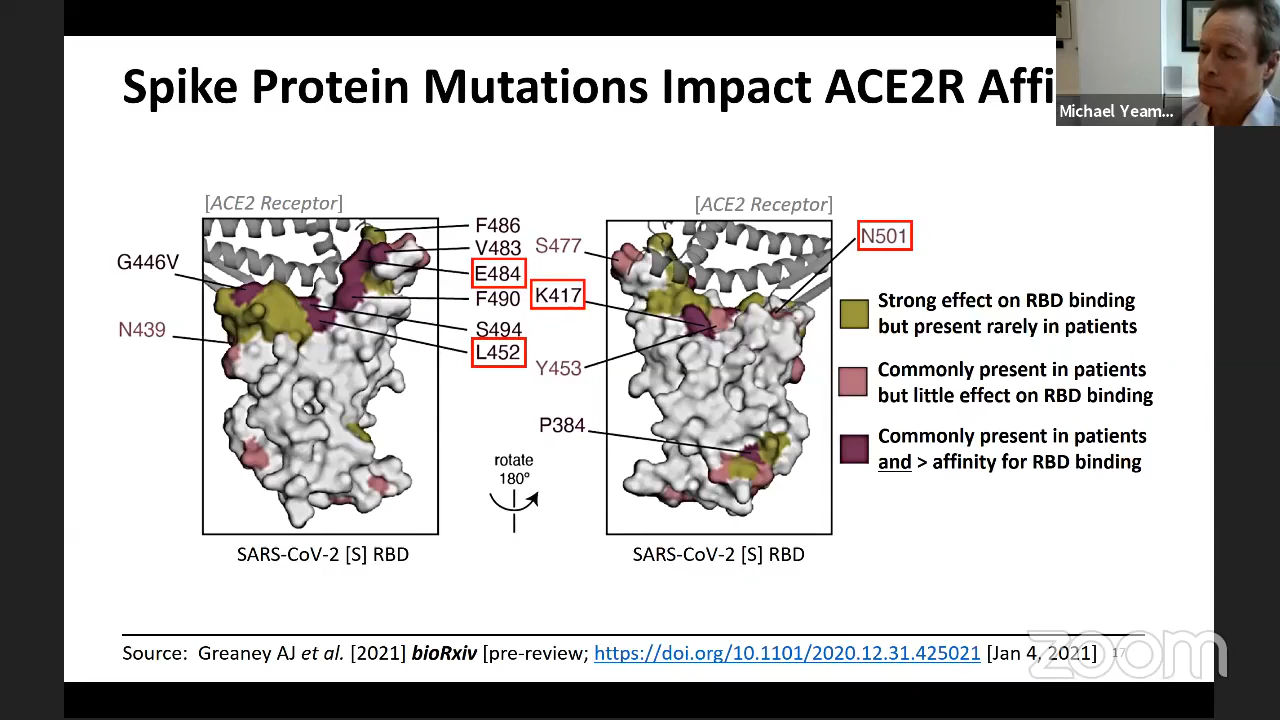 Spike Protein Mutations Impact ACE2R Affi
Michael Yeam...
[ACE2 Receptor]
G446V
N439
F486
V483
E484
F490
S494
L452
SARS-CoV-2 [S] RBD
rotate
180°
[ACE2 Receptor]
S477
K417
Y453
P384
N501
SARS-CoV-2 [S] RBD
Strong effect on RBD binding
but present rarely in patients
Commonly present in patients
but little effect on RBD binding
Commonly present in patients
and > affinity for RBD binding
Source: Greaney AJ et al. [2021] bioRxiv [pre-review; https://doi.org/10.1101/2020.12.31.425021 [Jan 4, 2021]
17
zoom